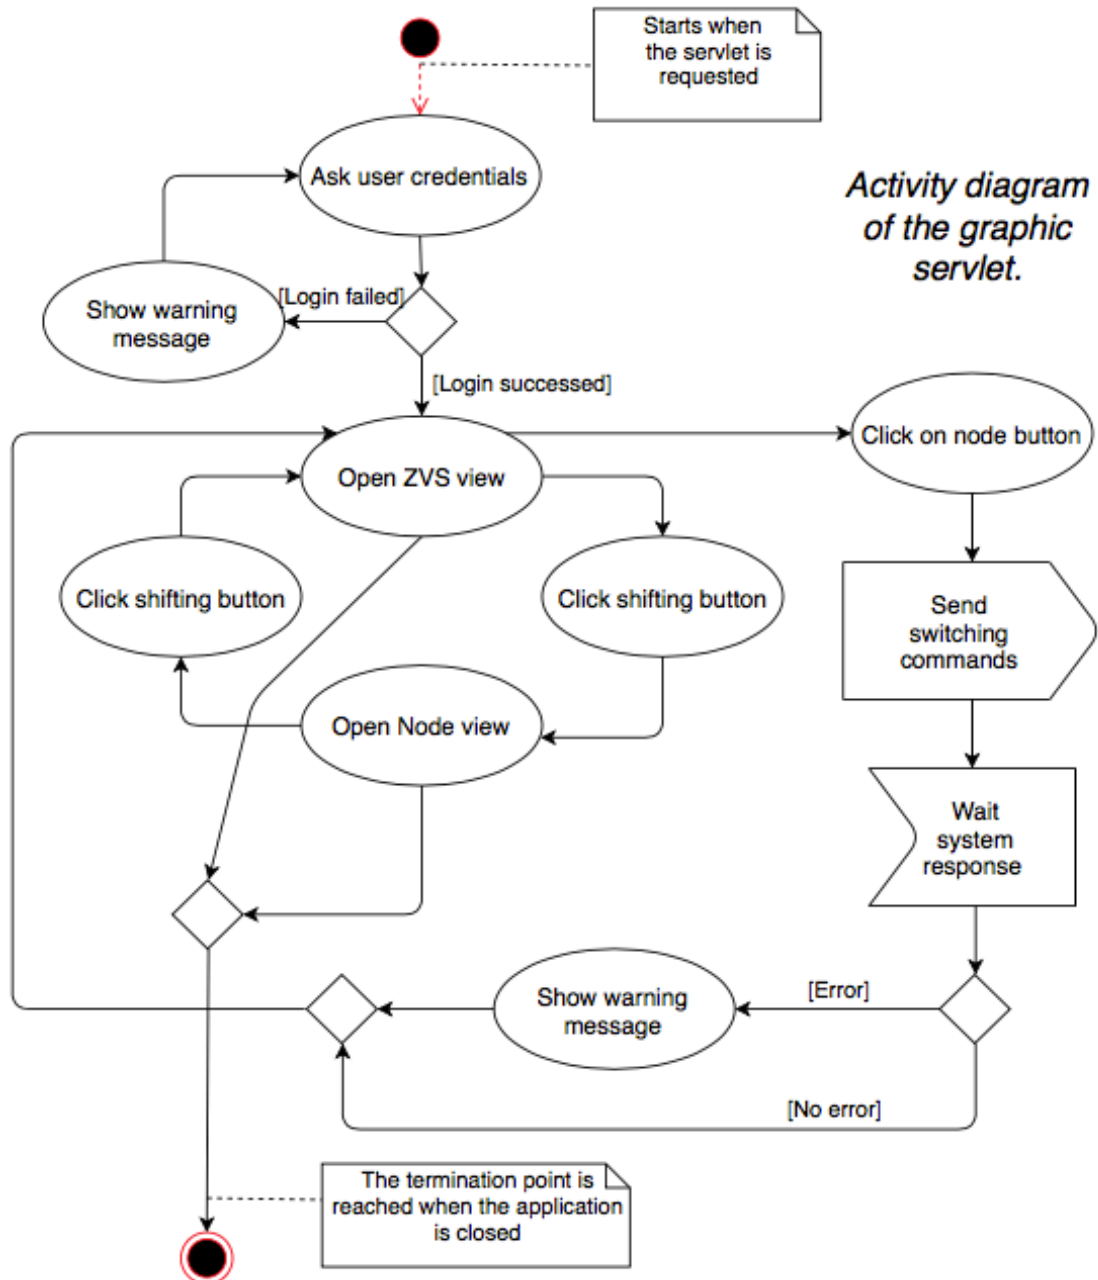 Starts when
the servlet is
requested
Ask user credentials
Activity diagram
of the graphic
servlet.
[Login failed]
Show warning
message
[Login successed]
Click on node button
Open ZVS view
Click shifting button
Click shifting button
Send
switching
commands
Open Node view
Wait
system
response
[Error]
Show warning
message
[No error]
The termination point is
reached when the application
is closed